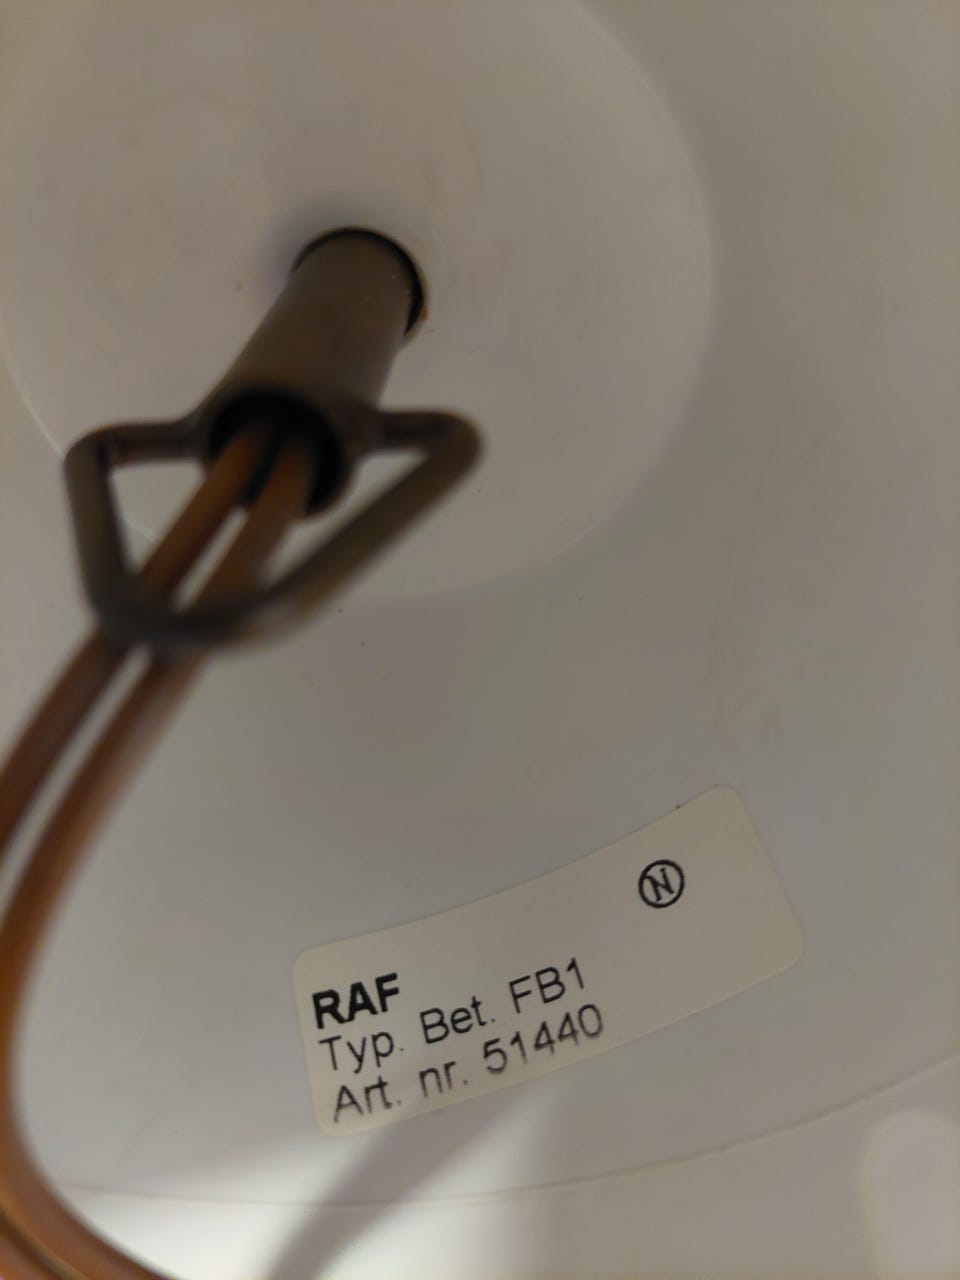 Ⓝ
RAF
Typ. Bet. FB1
Art. nr. 51440